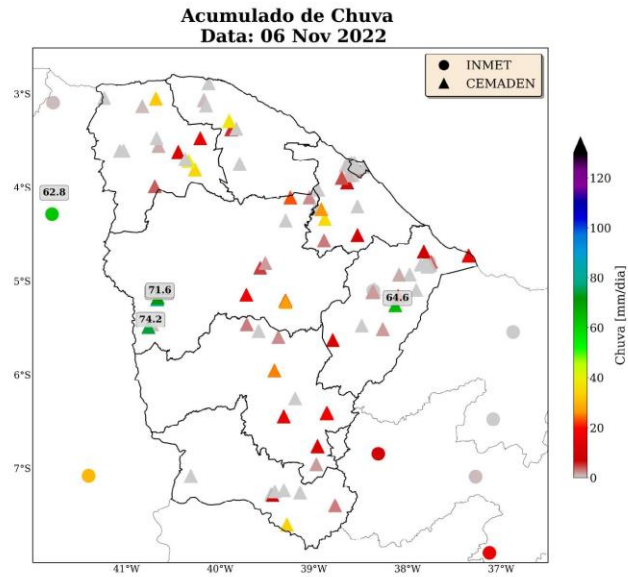 Acumulado de Chuva
Data: 06 Nov 2022
INMET
CEMADEN
3°S
4°S
5°S
6°S
7°S
62.8
71.6
74.2
64.6
41°W
40°W
39°W
38°W
37°W
120
100
80
60
40
20
0
Chuva [mm/dia]